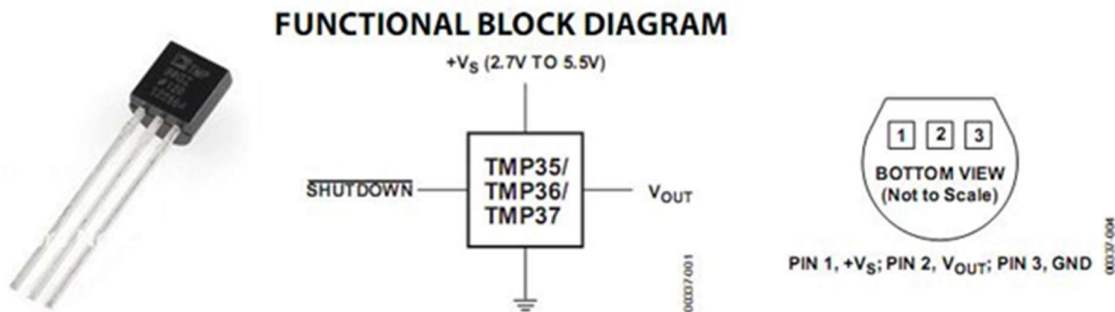 FUNCTIONAL BLOCK DIAGRAM
+VS (2.7V TO 5.5V)
SHUTDOWN
TMP35/
TMP36/
TMP37
VOUT
00337-001
1 2 3
BOTTOM VIEW
(Not to Scale)
PIN 1, +VS; PIN 2, VOUT; PIN 3, GND
00337-004
TMP